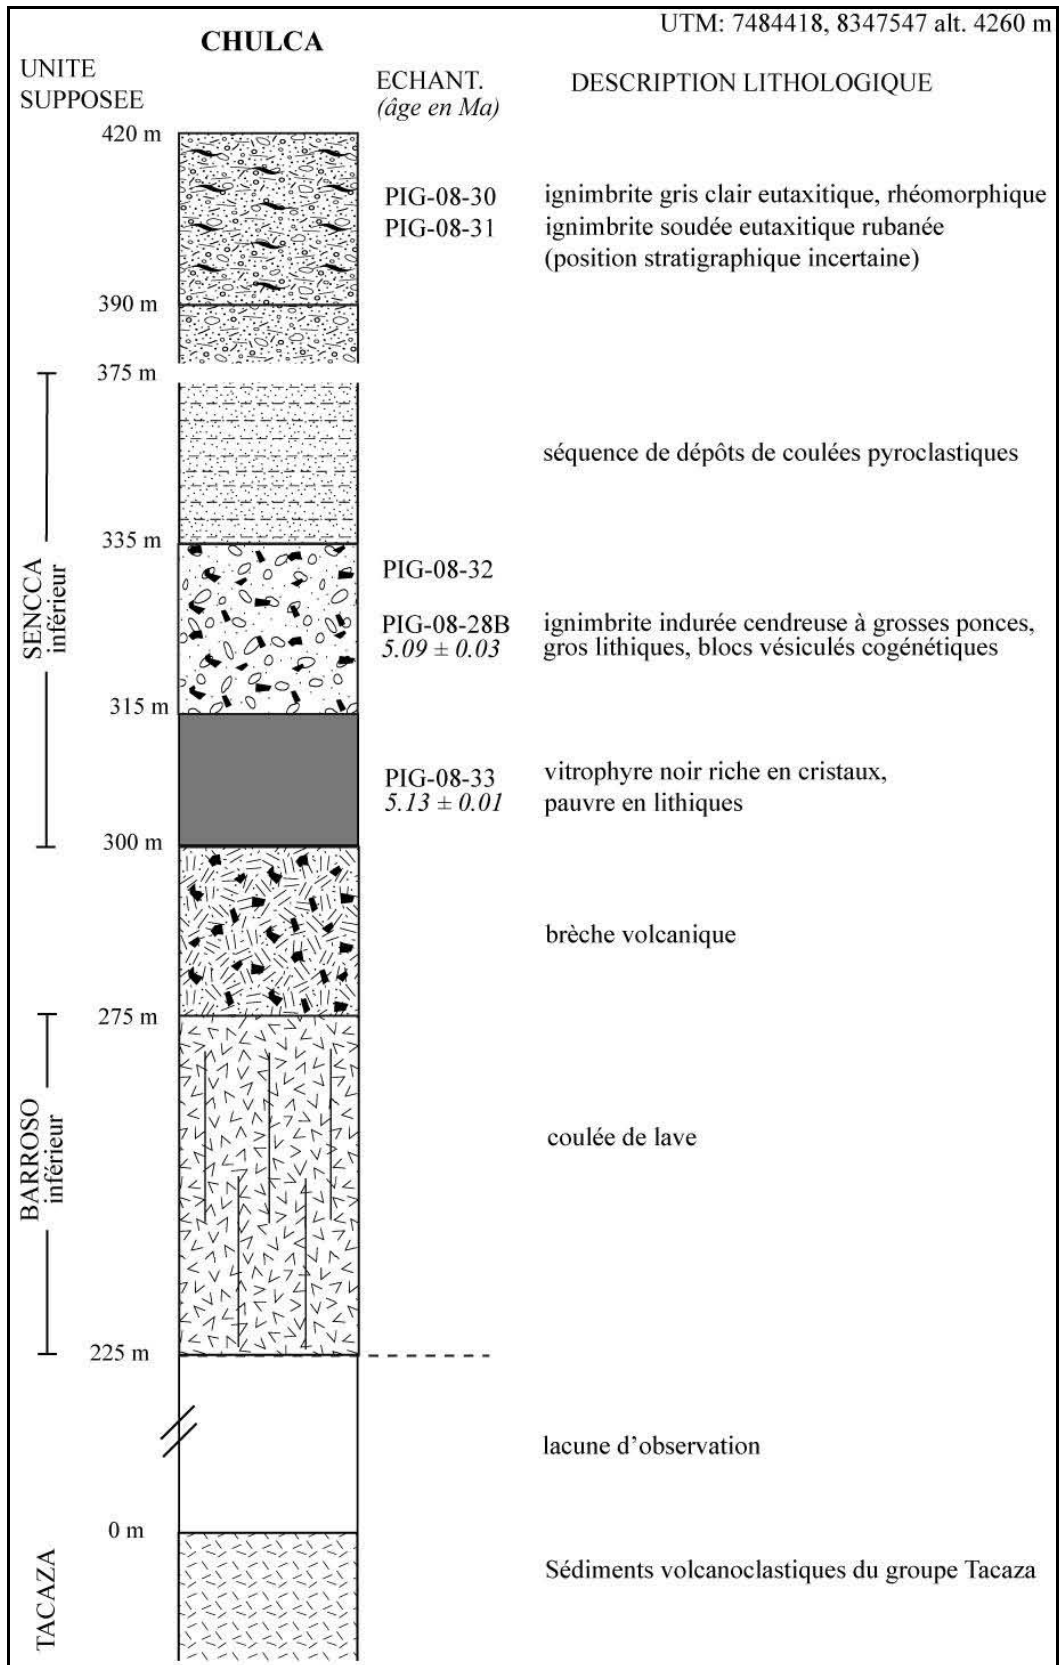 UTM: 7484418, 8347547 alt. 4260 m
CHULCA
UNITE
SUPPOSEE
ECHANT.
(âge en Ma)
DESCRIPTION LITHOLOGIQUE
420 m
PIG-08-30
ignimbrite gris clair eutaxitique, rhéomorphique
PIG-08-31
ignimbrite soudée eutaxitique rubanée
(position stratigraphique incertaine)
390 m
375 m
séquence de dépôts de coulées pyroclastiques
335 m
SENCCA
inférieur
PIG-08-32
PIG-08-28B
5.09 ± 0.03
ignimbrite indurée cendreuse à grosses ponces,
gros lithiques, blocs vésiculés cogénétiques
315 m
PIG-08-33
5.13 ± 0.01
vitrophyre noir riche en cristaux,
pauvre en lithiques
300 m
brèche volcanique
275 m
BARROSO
inférieur
coulée de lave
225 m
lacune d’observation
0 m
TACAZA
Sédiments volcanoclastiques du groupe Tacaza